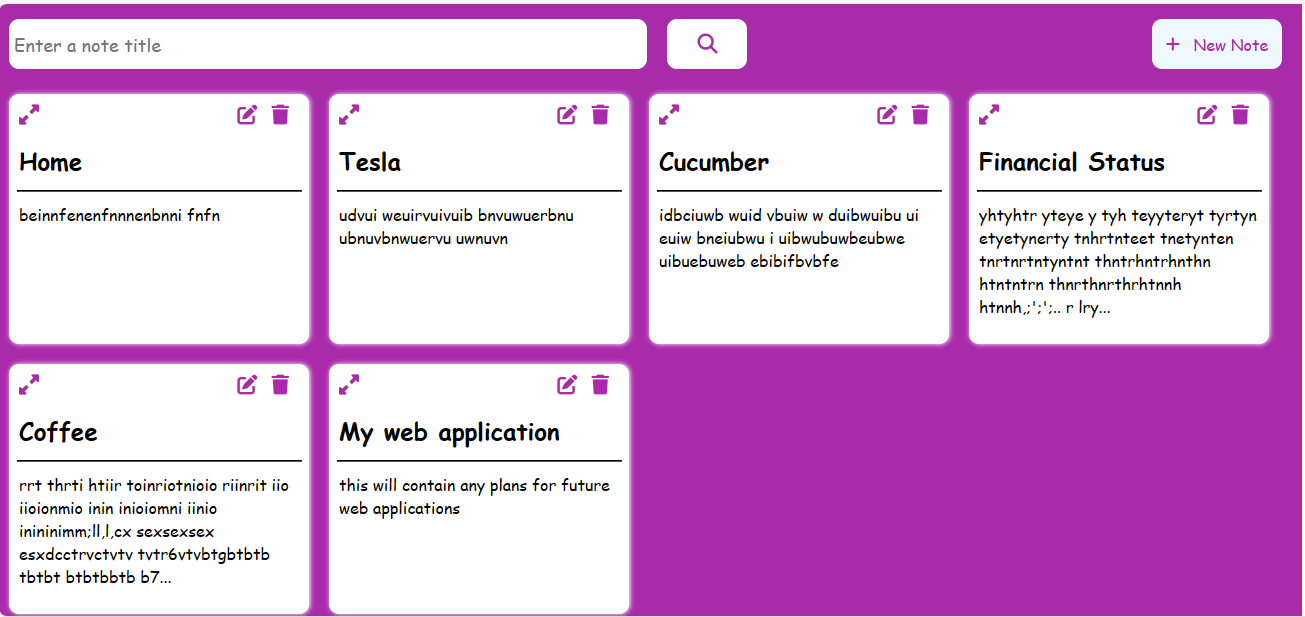 Enter a note title
+ New Note
Home
beinnfenenfnnnenbnni fnfn
Tesla
udvui weuirvuivuib bnvuwuerbnu
ubnuvbnwuervu uwnuvn
Cucumber
idbciuwb wuid vbuiw w duibwuibu ui
euiw bneiubwu i uibwubuwbeubwe
uibuebuweb ebibifbvbfe
Financial Status
yhtyhtr yteye y tyh teyyteryt tyrtyn
etyetynerty tnhrtnteet tnetynten
tnrtnrtntyntnt thntrhntrhnthn
htntntrn thnrthnrthrhtnnh
htnnh,;';';.. r lry...
Coffee
rrt thrti htiir toinriotnioio riinrit iio
iioionmio inin inioiomni iinio
inininimm;ll,l,cx sexsexsex
esxdcctrvctvtv tvtr6vtvbtgbtbtb
tbtbt btbtbbtb b7...
My web application
this will contain any plans for future
web applications